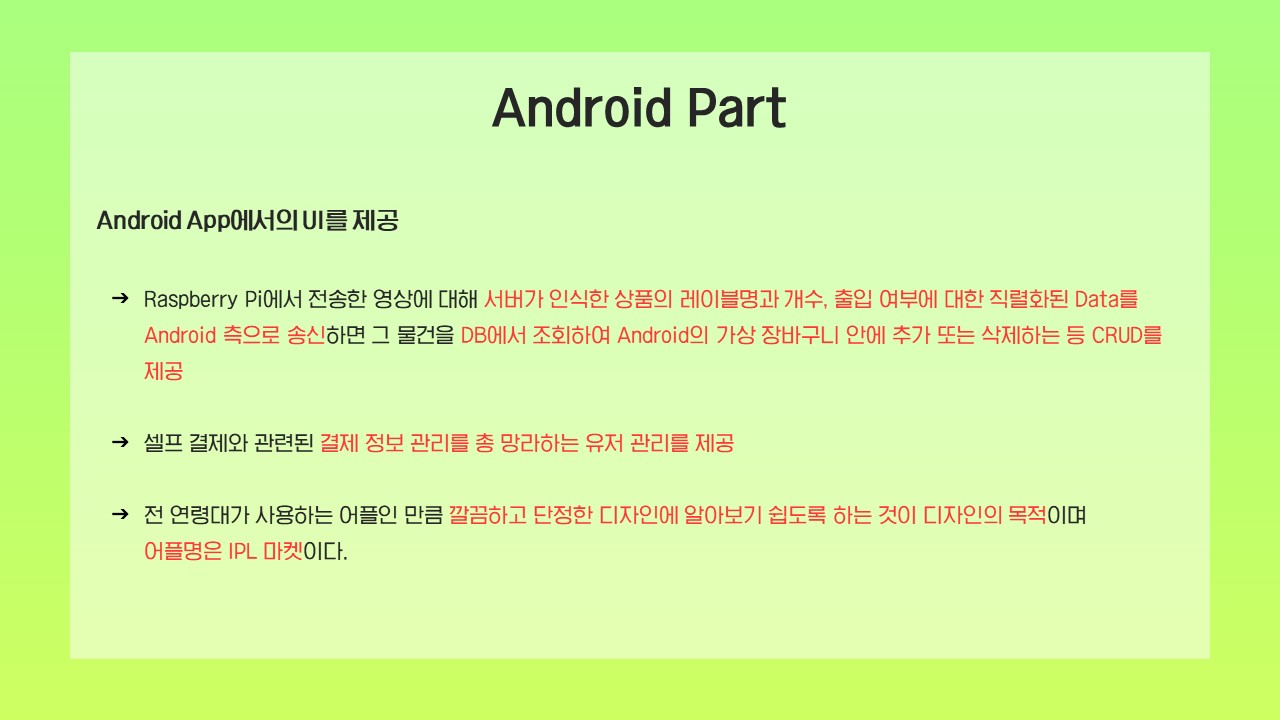 Android Part
Android App에서의 UI를 제공
➔ Raspberry Pi에서 전송한 영상에 대해 서버가 인식한 상품의 레이블명과 개수, 출입 여부에 대한 직렬화된 Data를
Android 측으로 송신하면 그 물건을 DB에서 조회하여 Android의 가상 장바구니 안에 추가 또는 삭제하는 등 CRUD를
제공
➔ 셀프 결제와 관련된 결제 정보 관리를 총 망라하는 유저 관리를 제공
➔ 전 연령대가 사용하는 어플인 만큼 깔끔하고 단정한 디자인에 알아보기 쉽도록 하는 것이 디자인의 목적이며
어플명은 IPL 마켓이다.